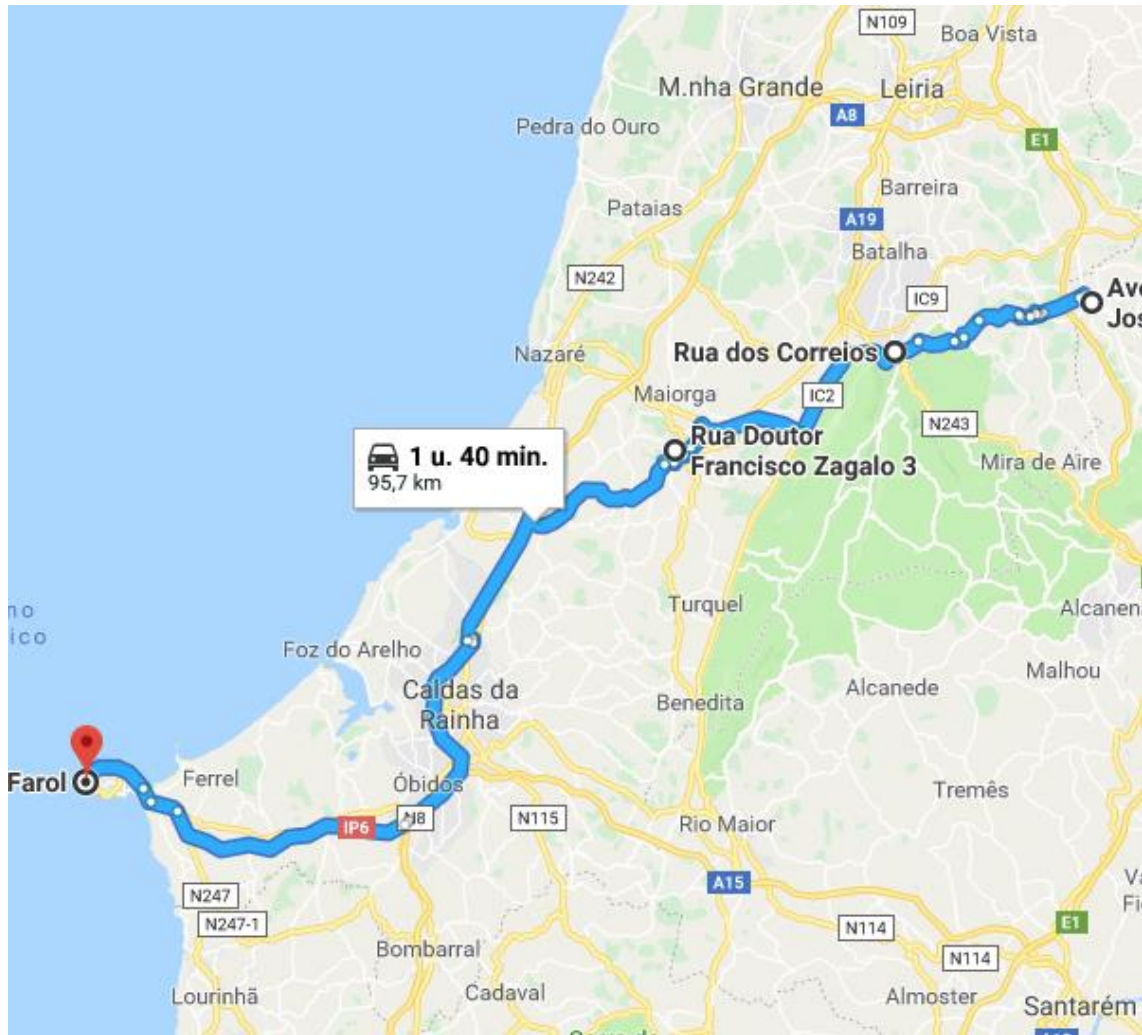 N109
Boa Vista
M.nha Grande
Leiria
A8
Pedra do Ouro
E1
Barreira
Pataias
A19
Batalha
N242
IC9
Ave
Jos
Nazaré
Rua dos Correios
Maiorga
IC2
N243
Rua Doutor
Francisco Zagalo 3
Mira de Aire
1 u. 40 min.
95,7 km
Turquel
Alcanena
no
ico
Foz do Arelho
Malhou
Caldas da
Rainha
Alcanede
Benedita
Farol
Ferrel
Óbidos
Tremês
IP6
N8
N115
Rio Maior
A15
N247
N247-1
E1
N114
N114
Bombarral
Lourinhã
Cadaval
Almoster
Santarém